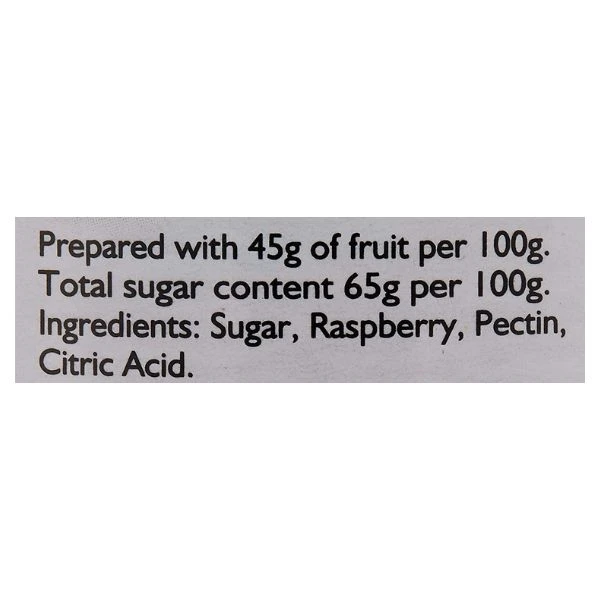 Prepared with 45g of fruit per 100g.
Total sugar content 65g per 100g.
Ingredients: Sugar, Raspberry, Pectin,
Citric Acid.